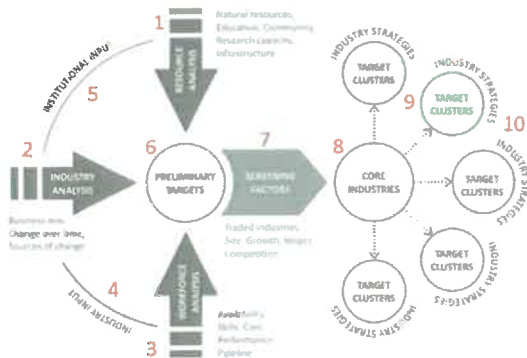 1
Natural resources,
Education, Community
Research capacity,
Infrastructure
RESOURCE
ANALYSIS
INSTITUTIONAL INPU
5
2
INDUSTRY
ANALYSIS
Business mix,
Change over time,
Sources of change
6
PRELIMINARY
TARGETS
7
SCREENING
FACTORS
Traded industries,
Size, Growth, Wages,
Competition
8
CORE
INDUSTRIES
INDUSTRY STRATEGIES
TARGET
CLUSTERS
9
INDUSTRY STRATEGIES
TARGET
CLUSTERS
10
INDUSTRY STRATEGIES
TARGET
CLUSTERS
TARGET
CLUSTERS
INDUSTRY STRATEGIES
TARGET
CLUSTERS
INDUSTRY STRATEGIES
4
INDUSTRY INPUT
WORKFORCE
ANALYSIS
3
Availability,
Skills, Cost,
Performance
Pipeline